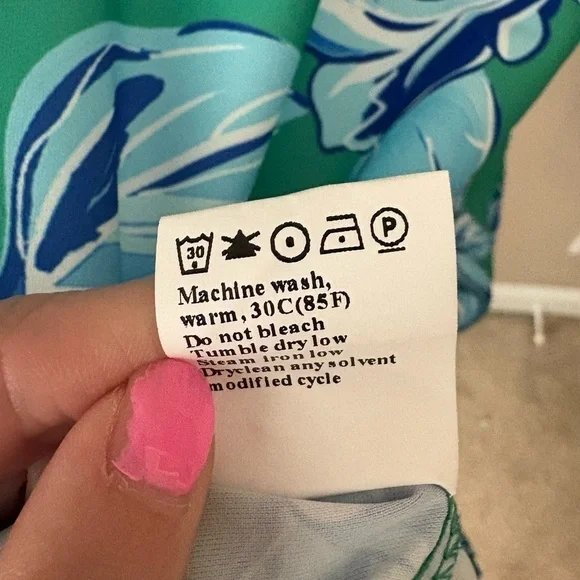 30
P
Machine wash,
warm, 30C(85F)
Do not bleach
Tumble dry low
Steam iron low
Dryclean any solvent
modified cycle